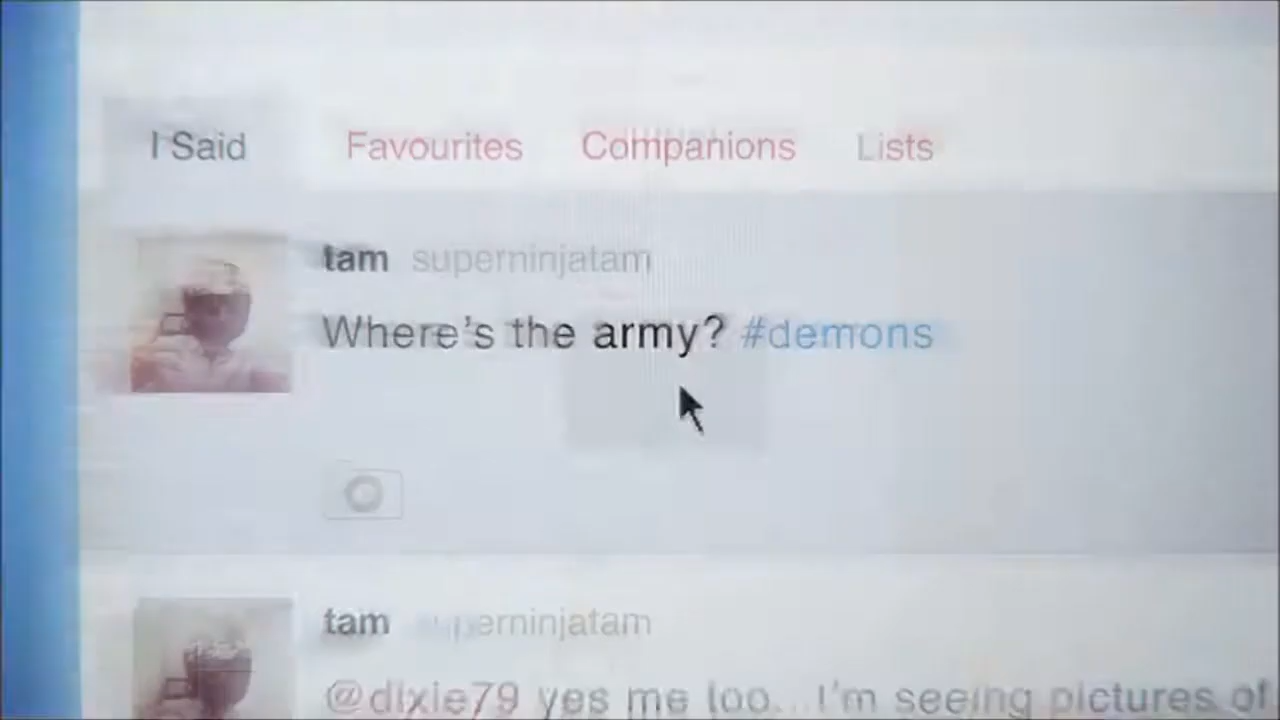 I Said Favourites Companions Lists
tam superninjatam
Where's the army? #demons
tam superninjatam
@dixie79 yes me too...I'm seeing pictures of